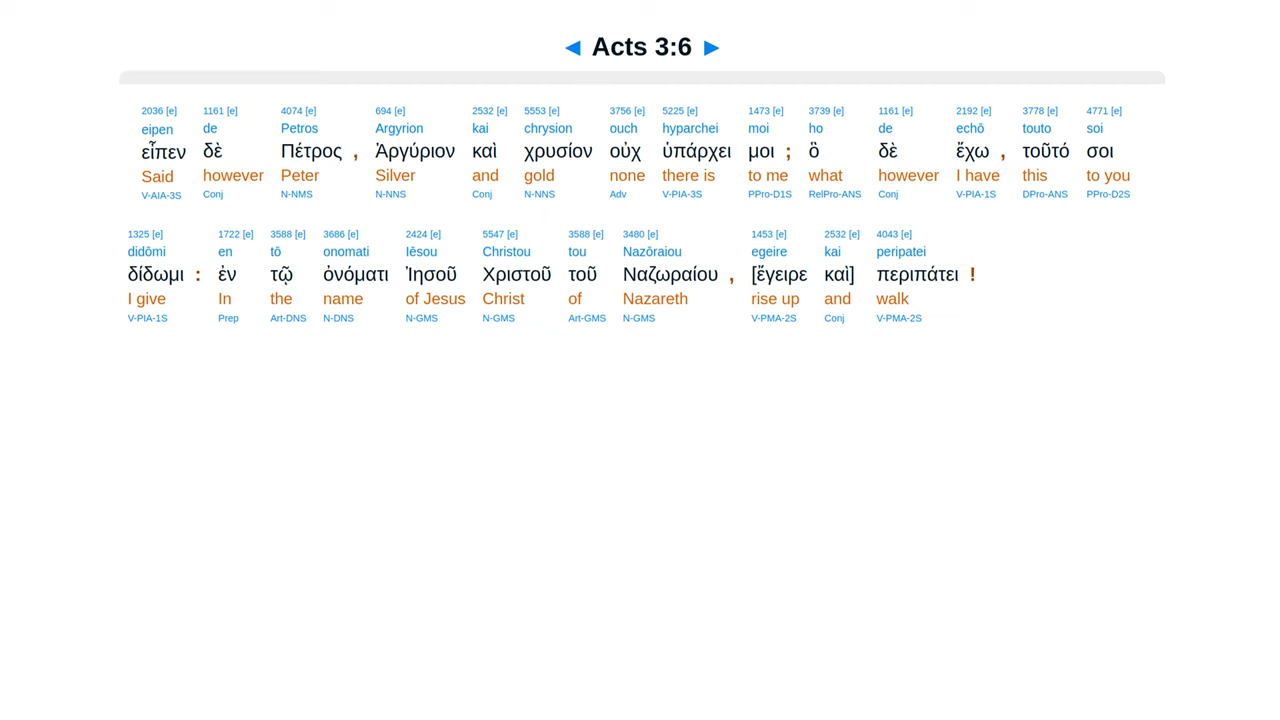 ◄ Acts 3:6 ►
2036 [e] 1161 [e] 4074 [e] 694 [e] 2532 [e] 5553 [e] 3756 [e] 5225 [e] 1473 [e] 3739 [e] 1161 [e] 2192 [e] 3778 [e] 4771 [e]
eipen de Petros Argyrion kai chrysion ouch hyparchei moi ho de echō touto soi
εἶπεν δὲ Πέτρος , Ἀργύριον καὶ χρυσίον οὐχ ὑπάρχει μοι ; ὃ δὲ ἔχω , τοῦτό σοι
Said however Peter Silver and gold none there is to me what however I have this to you
V-AIA-3S Conj N-NMS N-NNS Conj N-NNS Adv V-PIA-3S PPro-D1S RelPro-ANS Conj V-PIA-1S DPro-ANS PPro-D2S
1325 [e] 1722 [e] 3588 [e] 3686 [e] 2424 [e] 5547 [e] 3588 [e] 3480 [e] 1453 [e] 2532 [e] 4043 [e]
didōmi en tō onomati Iēsou Christou tou Nazōraiou egeire kai peripatei
δίδωμι : ἐν τῷ ὀνόματι Ἰησοῦ Χριστοῦ τοῦ Ναζωραίου , [ἔγειρε καὶ] περιπάτει !
I give In the name of Jesus Christ of Nazareth rise up and walk
V-PIA-1S Prep Art-DNS N-DNS N-GMS N-GMS Art-GMS N-GMS V-PMA-2S Conj V-PMA-2S